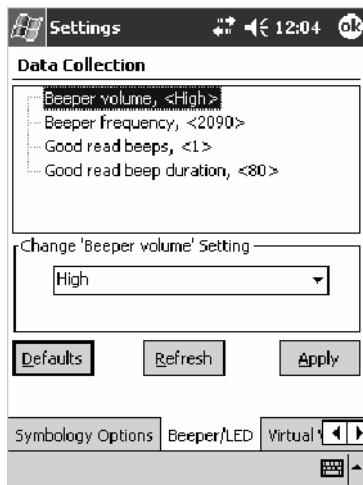 Settings 12:04 ok
Data Collection
Beeper volume, <High>
Beeper frequency, <2090>
Good read beeps, <1>
Good read beep duration, <80>
Change 'Beeper volume' Setting
High
Defaults Refresh Apply
Symbology Options Beeper/LED Virtual